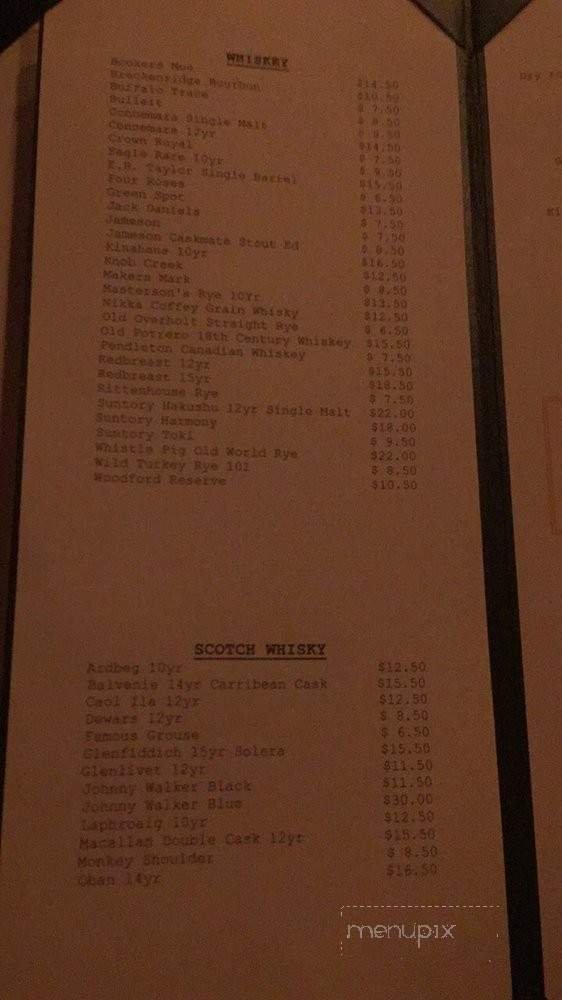 WHISKEY
Bookers Noe $14.50
Breckenridge Bourbon $10.50
Buffalo Trace $ 7.50
Bulleit $ 8.50
Connemara Single Malt $ 9.50
Connemara 12yr $14.50
Crown Royal $ 7.50
Eagle Rare 10yr $ 9.50
E.H. Taylor Single Barrel $15.50
Four Roses $ 6.50
Green Spot $13.50
Jack Daniels $ 7.50
Jameson $ 7.50
Jameson Caskmate Stout Ed $ 8.50
Kinahans 10yr $16.50
Knob Creek $12.50
Makers Mark $ 8.50
Masterson's Rye 10Yr $13.50
Nikka Coffey Grain Whisky $12.50
Old Overholt Straight Rye $ 6.50
Old Potrero 18th Century Whiskey $15.50
Pendleton Canadian Whiskey $ 7.50
Redbreast 12yr $15.50
Redbreast 15yr $18.50
Rittenhouse Rye $ 7.50
Suntory Hakushu 12yr Single Malt $22.00
Suntory Harmony $18.00
Suntory Toki $ 9.50
Whistle Pig Old World Rye $22.00
Wild Turkey Rye 101 $ 8.50
Woodford Reserve $10.50
SCOTCH WHISKY
Ardbeg 10yr $12.50
Balvenie 14yr Carribean Cask $15.50
Caol Ila 12yr $12.50
Dewars 12yr $ 8.50
Famous Grouse $ 6.50
Glenfiddich 15yr Solera $15.50
Glenlivet 12yr $11.50
Johnny Walker Black $11.50
Johnny Walker Blue $30.00
Laphroaig 10yr $12.50
Macallan Double Cask 12yr $15.50
Monkey Shoulder $ 8.50
Oban 14yr $16.50
Dry
menupix